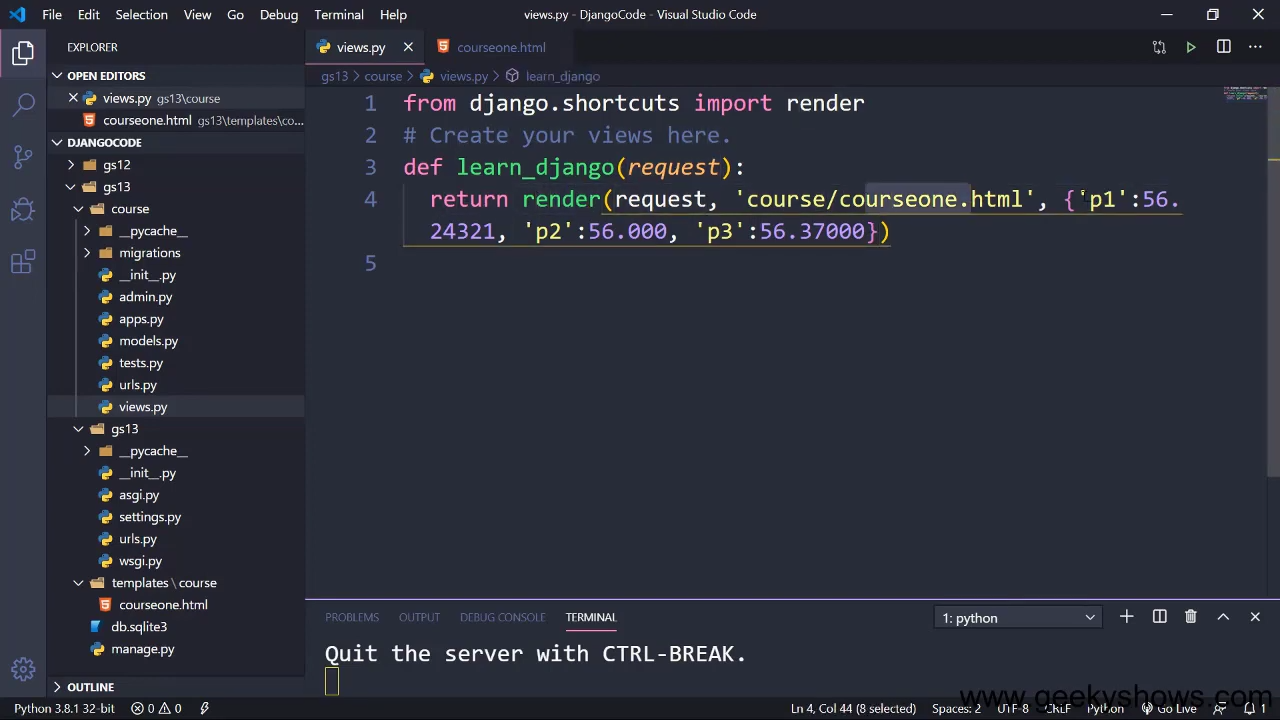 File Edit Selection View Go Debug Terminal Help views.py - DjangoCode - Visual Studio Code
EXPLORER
views.py courseone.html
OPEN EDITORS
gs13 > course > views.py > learn_django
views.py gs13\course
courseone.html gs13\templates\co...
DJANGOCODE
gs12
gs13
course
__pycache__
migrations
__init__.py
admin.py
apps.py
models.py
tests.py
urls.py
views.py
gs13
__pycache__
__init__.py
asgi.py
settings.py
urls.py
wsgi.py
templates \ course
courseone.html
db.sqlite3
manage.py
OUTLINE
1 from django.shortcuts import render
2 # Create your views here.
3 def learn_django(request):
4 return render(request, 'course/courseone.html', {'p1':56.
24321, 'p2':56.000, 'p3':56.37000})
5
PROBLEMS OUTPUT DEBUG CONSOLE TERMINAL 1: python
Quit the server with CTRL-BREAK.
www.geekyshows.com
Python 3.8.1 32-bit 0 0 Ln 4, Col 44 (8 selected) Spaces: 2 UTF-8 CRLF Python Go Live 1